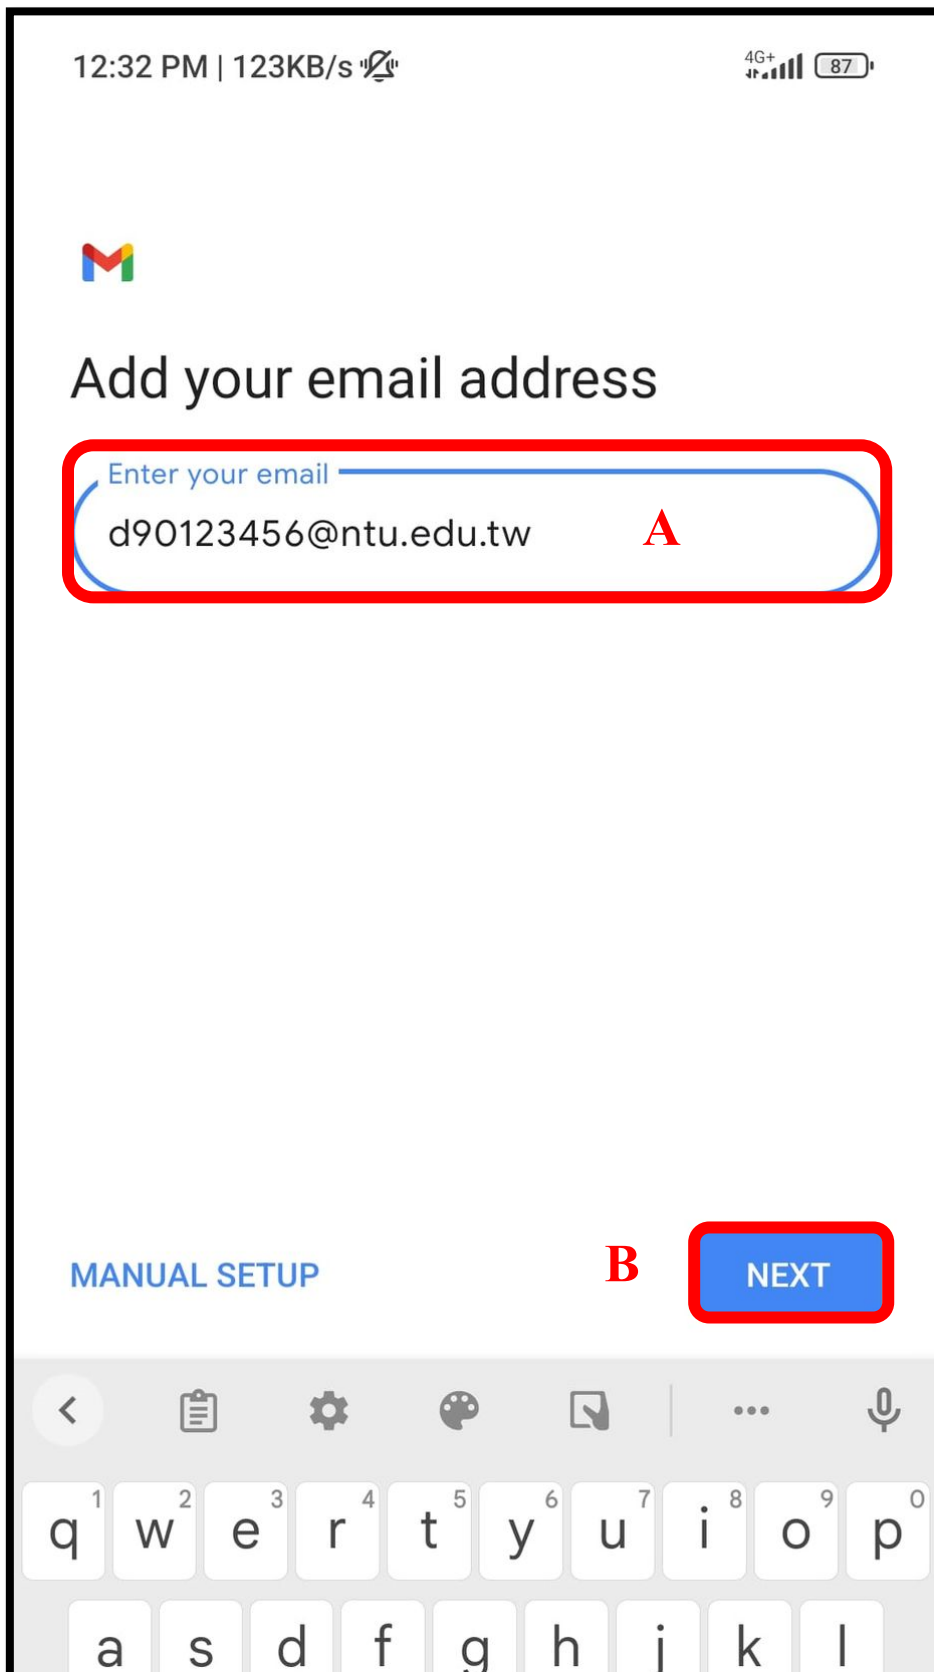 12:32 PM | 123KB/s 4G+ 87
Add your email address
Enter your email
d90123456@ntu.edu.tw A
MANUAL SETUP B NEXT
1 2 3 4 5 6 7 8 9 0
q w e r t y u i o p
a s d f g h j k l